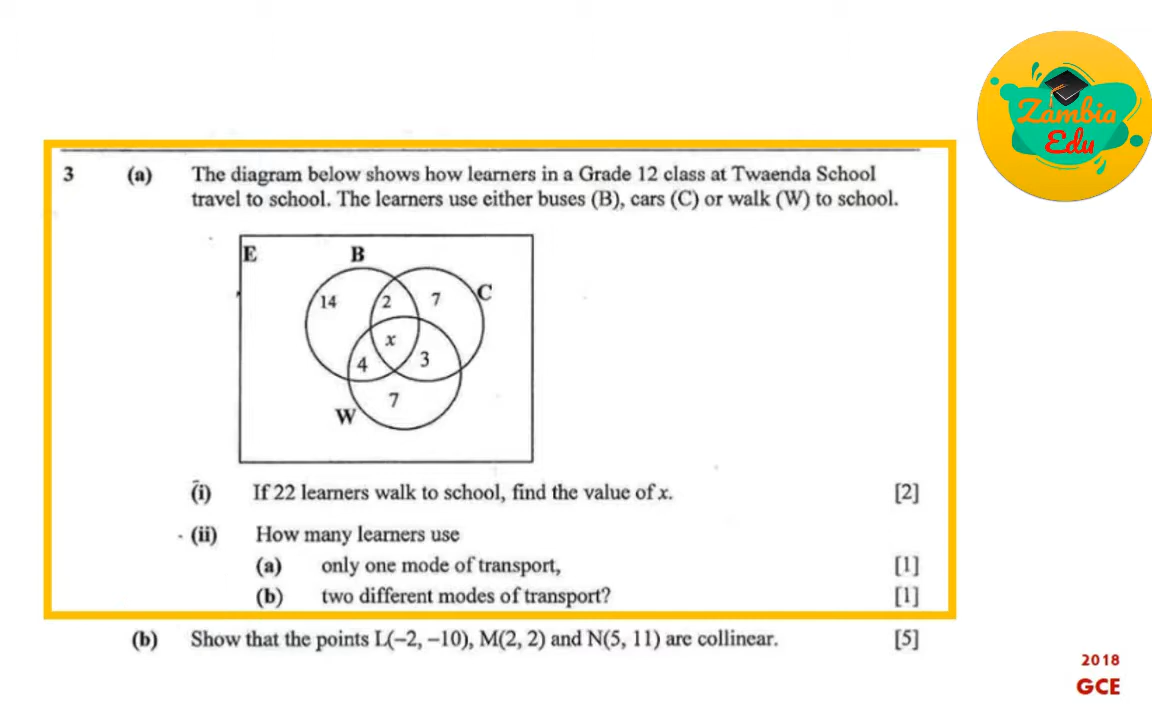 Zambia
Edu
3 (a) The diagram below shows how learners in a Grade 12 class at Twaenda School
travel to school. The learners use either buses (B), cars (C) or walk (W) to school.
E B
C
14 2 7
x
4 3
7
W
(i) If 22 learners walk to school, find the value of x. [2]
(ii) How many learners use
(a) only one mode of transport, [1]
(b) two different modes of transport? [1]
(b) Show that the points L(−2, −10), M(2, 2) and N(5, 11) are collinear. [5]
2018
GCE